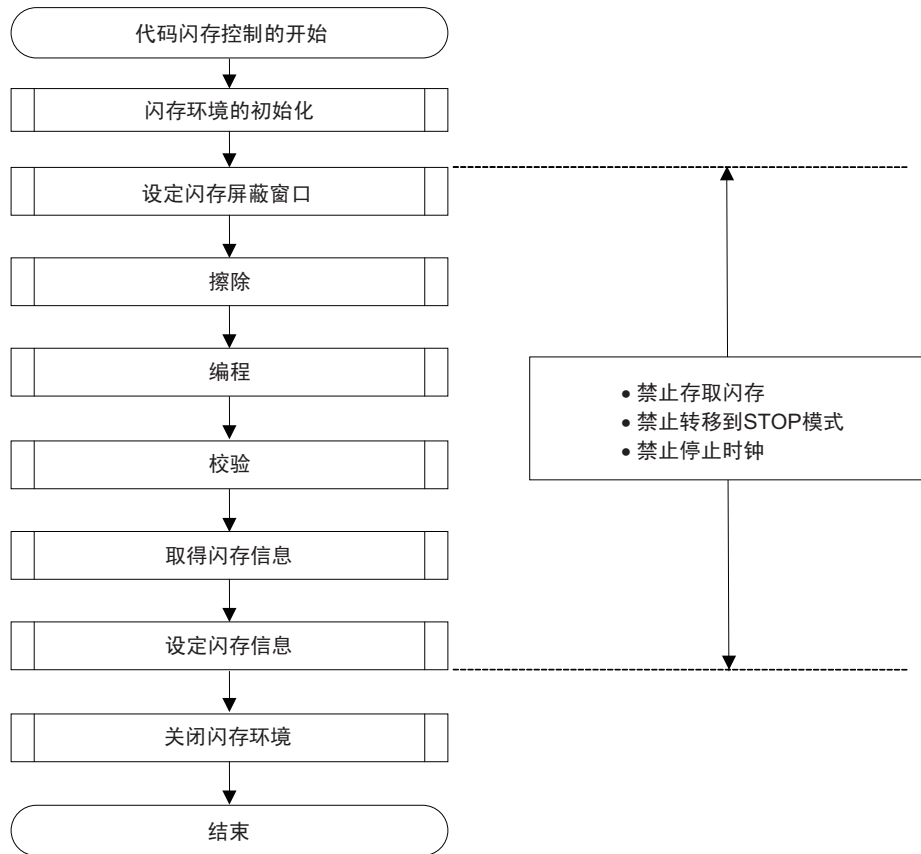 代码闪存控制的开始
闪存环境的初始化
设定闪存屏蔽窗口
擦除
编程
校验
取得闪存信息
设定闪存信息
关闭闪存环境
结束
• 禁止存取闪存
• 禁止转移到STOP模式
• 禁止停止时钟